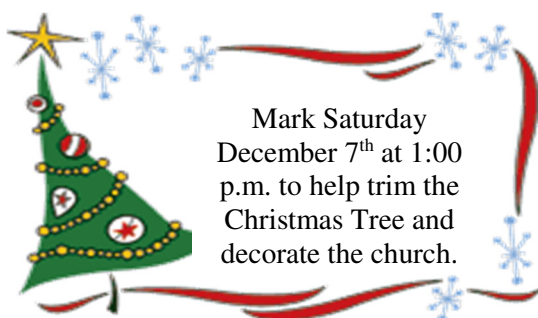 Mark Saturday
December 7th at 1:00
p.m. to help trim the
Christmas Tree and
decorate the church.